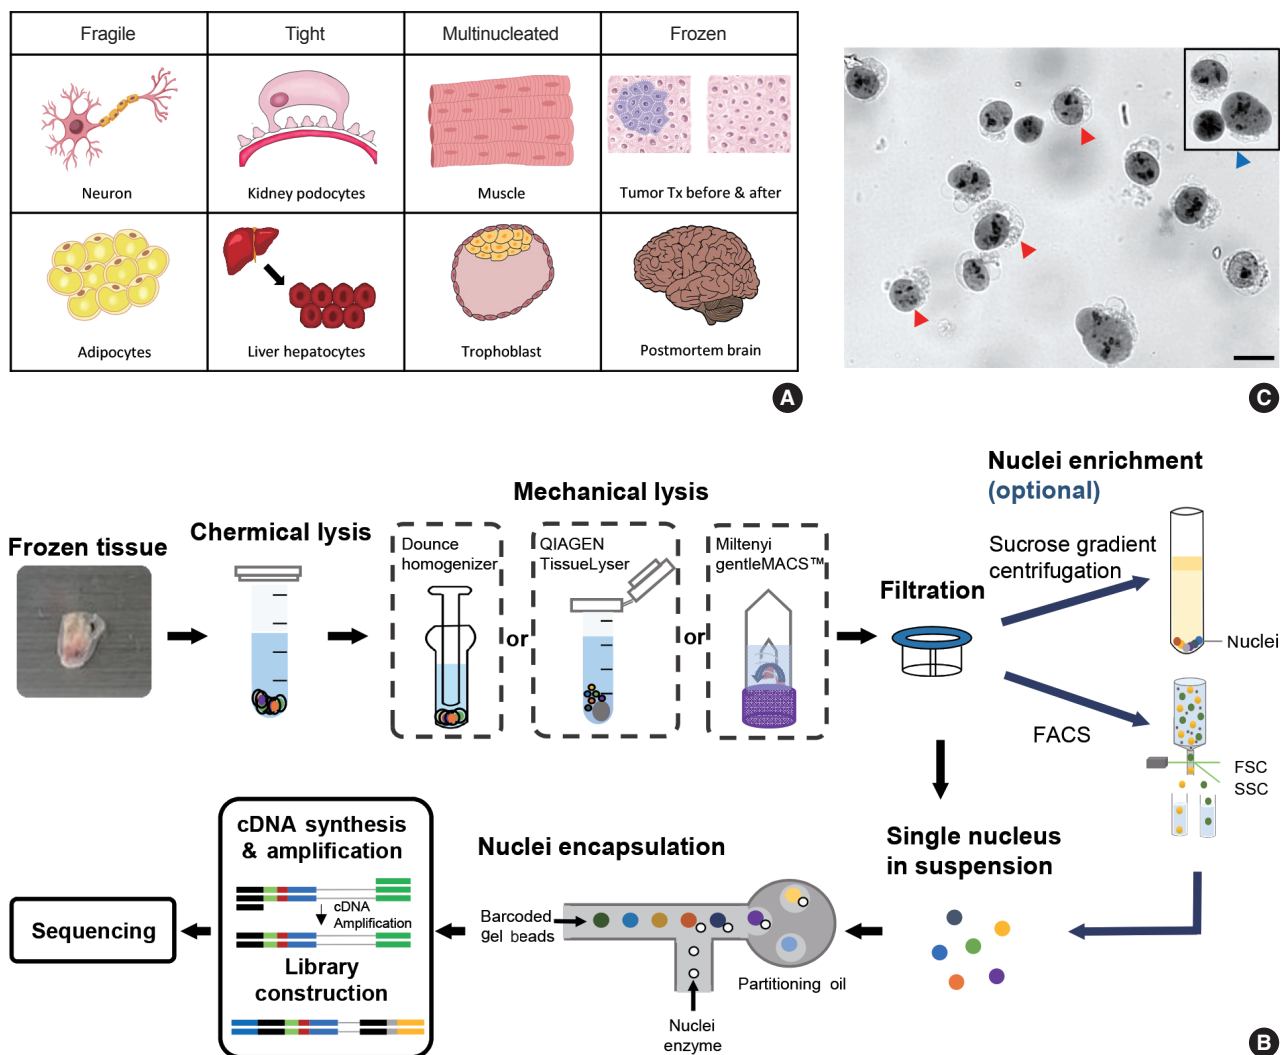 Fragile
Tight
Multinucleated
Frozen
Neuron
Kidney podocytes
Muscle
Tumor Tx before & after
Adipocytes
Liver hepatocytes
Trophoblast
Postmortem brain
A
C
Frozen tissue
Chermical lysis
Mechanical lysis
Dounce
homogenizer
or
QIAGEN
TissueLyser
or
Miltenyi
gentleMACS™
Filtration
Nuclei enrichment
(optional)
Sucrose gradient
centrifugation
Nuclei
FACS
FSC
SSC
Single nucleus
in suspension
Nuclei encapsulation
Barcoded
gel beads
Partitioning oil
Nuclei
enzyme
cDNA synthesis
& amplification
cDNA
Amplification
Library
construction
Sequencing
B